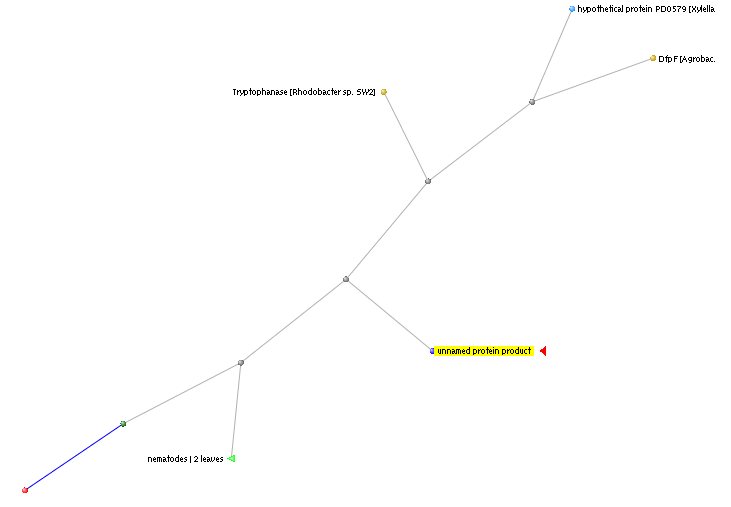 hypothetical protein PD0579 [Xylella
DfpF [Agrobac.
Tryptophanase [Rhodobacter sp. SW2]
unnamed protein product
nematodes | 2 leaves